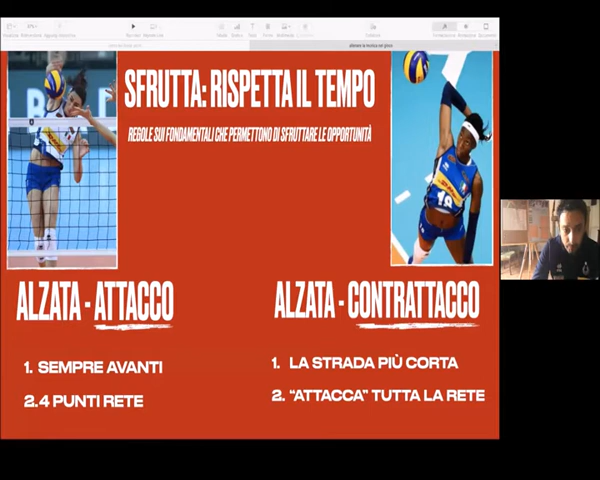 SFRUTTA: RISPETTA IL TEMPO
REGOLE SUI FONDAMENTALI CHE PERMETTONO DI SFRUTTARE LE OPPORTUNITÀ
18
ALZATA - ATTACCO
1. SEMPRE AVANTI
2. 4 PUNTI RETE
ALZATA - CONTRATTACCO
1. LA STRADA PIÙ CORTA
2. “ATTACCA” TUTTA LA RETE